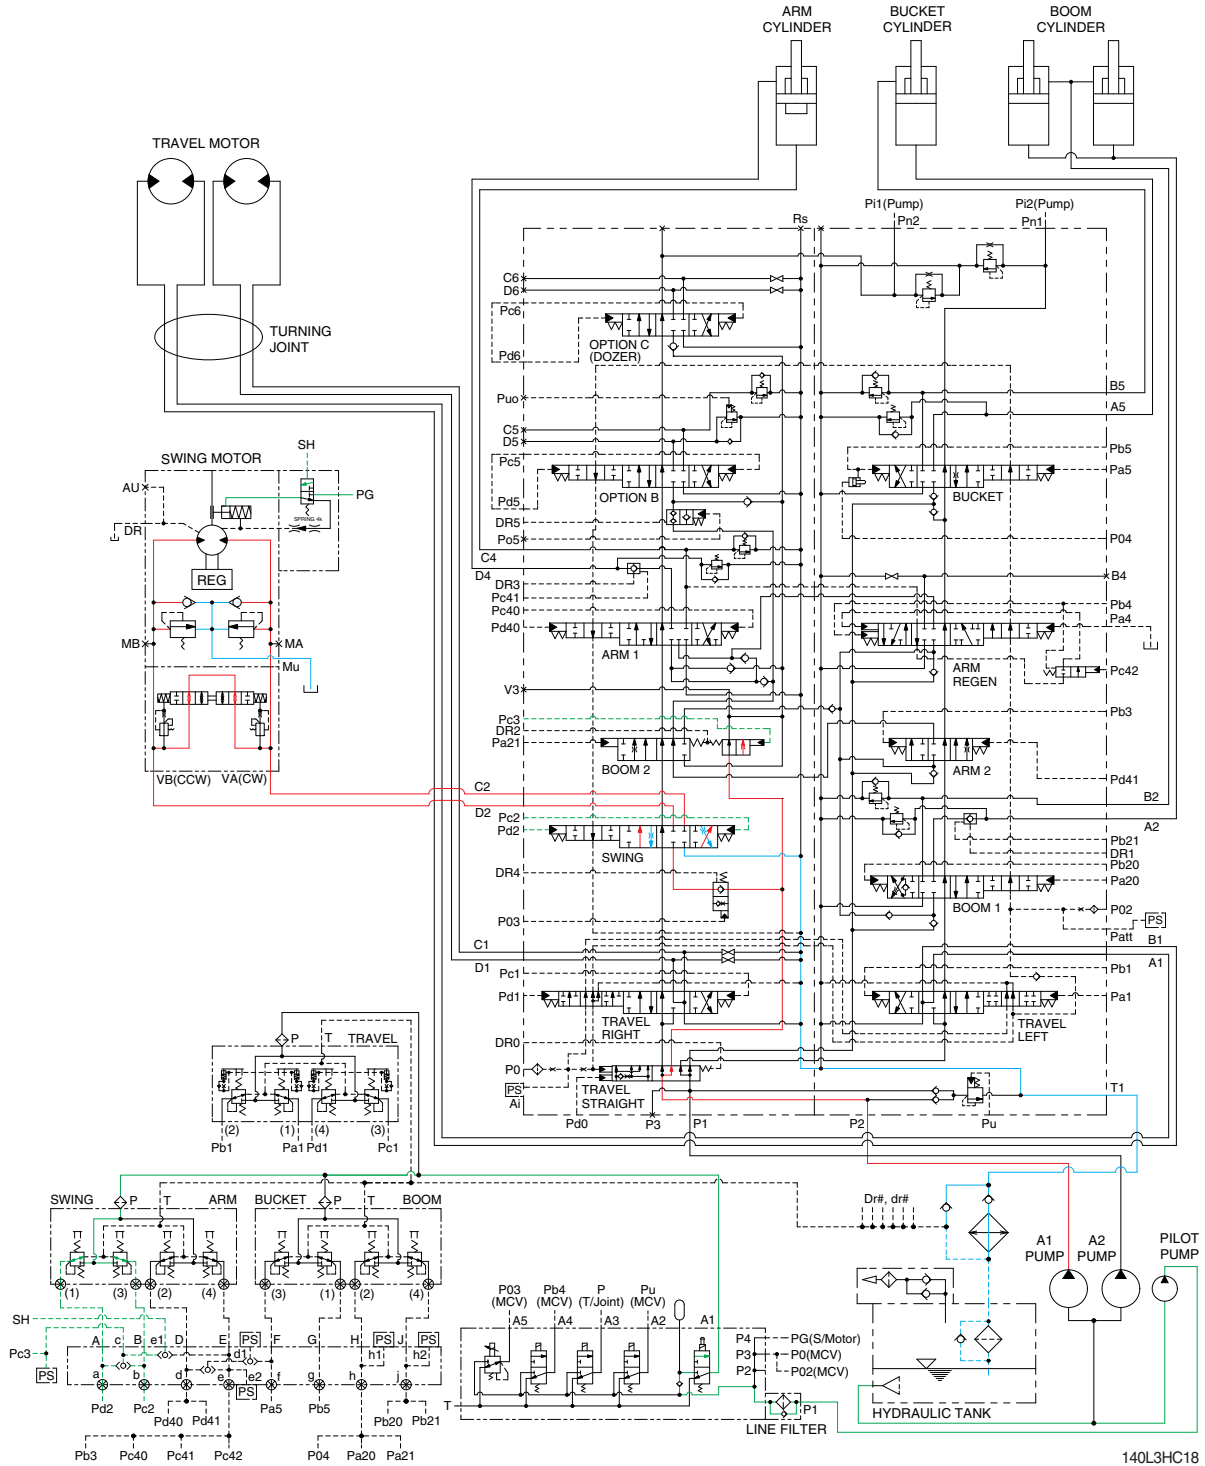 ARM
CYLINDER
BUCKET
CYLINDER
BOOM
CYLINDER
TRAVEL MOTOR
TURNING
JOINT
Rs
Pi1(Pump)
Pn2
Pi2(Pump)
Pn1
C6
D6
Pc6
Pd6
OPTION C
(DOZER)
Puo
C5
D5
Pc5
Pd5
OPTION B
DR5
Po5
C4
D4
DR3
Pc41
Pc40
Pd40
ARM 1
V3
Pc3
DR2
Pa21
BOOM 2
C2
D2
Pc2
Pd2
SWING
DR4
P03
C1
D1
Pc1
Pd1
TRAVEL
RIGHT
DR0
P0
PS
Ai
TRAVEL
STRAIGHT
Pd0
P3
P1
P2
Pu
B5
A5
Pb5
Pa5
BUCKET
P04
B4
Pb4
Pa4
ARM
REGEN
Pc42
Pb3
ARM 2
Pd41
B2
A2
Pb21
DR1
Pb20
Pa20
BOOM 1
P02
PS
Patt
B1
A1
Pb1
Pa1
TRAVEL
LEFT
T1
SWING MOTOR
SH
AU
PG
DR
SPRING 4k
REG
MB
MA
Mu
VB(CCW)
VA(CW)
P
T
TRAVEL
(2)
(1)
(4)
(3)
Pb1
Pa1
Pd1
Pc1
SWING
P
T
ARM
BUCKET
P
T
BOOM
(1)
(3)
(2)
(4)
(3)
(1)
(2)
(4)
SH
Pc3
PS
A
c
B
e1
D
E
PS
F
G
H
PS
J
PS
d1
h1
h2
a
b
d
e
e2
PS
f
g
h
j
Pd2
Pc2
Pd40
Pd41
Pa5
Pb5
Pb20
Pb21
Pb3
Pc40
Pc41
Pc42
P04
Pa20
Pa21
P03
(MCV)
Pb4
(MCV)
P
(T/Joint)
Pu
(MCV)
A5
A4
A3
A2
A1
P4
PG(S/Motor)
P3
P0(MCV)
P2
P02(MCV)
T
P1
LINE FILTER
Dr#, dr#
A1
PUMP
A2
PUMP
PILOT
PUMP
HYDRAULIC TANK
140L3HC18